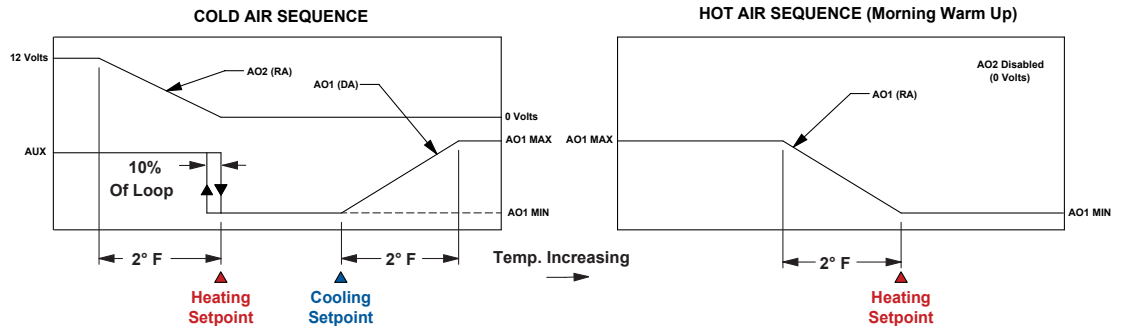 COLD AIR SEQUENCE
12 Volts
AO2 (RA)
AO1 (DA)
0 Volts
AO1 MAX
AUX
10%
Of Loop
AO1 MIN
2° F
2° F
Heating
Setpoint
Cooling
Setpoint
Temp. Increasing
HOT AIR SEQUENCE (Morning Warm Up)
AO2 Disabled
(0 Volts)
AO1 (RA)
AO1 MAX
AO1 MIN
2° F
Heating
Setpoint